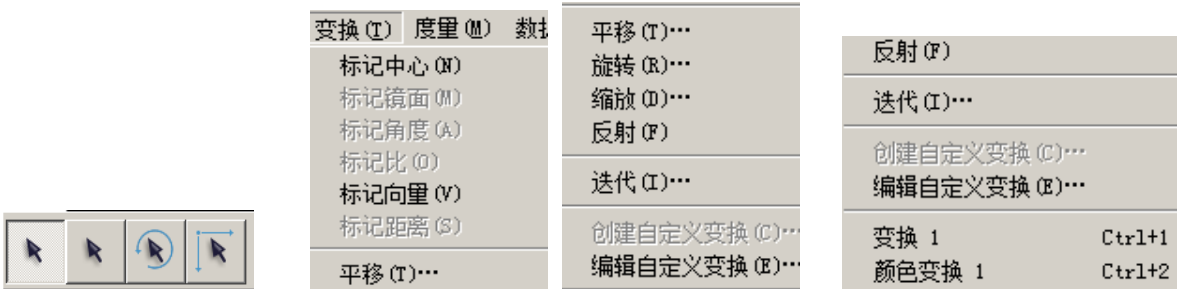 变换(T) 度量(M) 数
标记中心(N)
标记镜面(M)
标记角度(A)
标记比(O)
标记向量(V)
标记距离(S)
平移(T)…
平移(T)…
旋转(R)…
缩放(D)…
反射(F)
迭代(I)…
创建自定义变换(C)…
编辑自定义变换(E)…
反射(F)
迭代(I)…
创建自定义变换(C)…
编辑自定义变换(E)…
变换 1 Ctrl+1
颜色变换 1 Ctrl+2